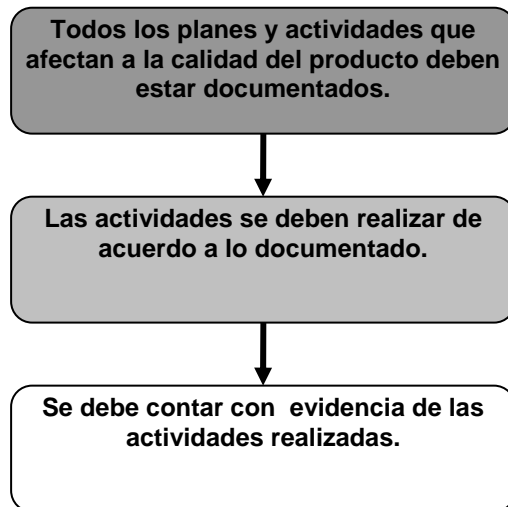 Todos los planes y actividades que
afectan a la calidad del producto deben
estar documentados.
Las actividades se deben realizar de
acuerdo a lo documentado.
Se debe contar con  evidencia de las
actividades realizadas.